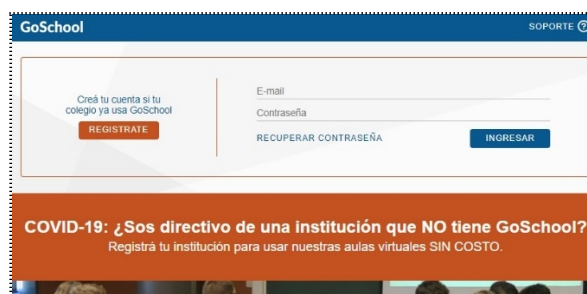 GoSchool
SOPORTE
Creá tu cuenta si tu
colegio ya usa GoSchool
REGISTRATE
E-mail
Contraseña
RECUPERAR CONTRASEÑA
INGRESAR
COVID-19: ¿Sos directivo de una institución que NO tiene GoSchool?
Registrá tu institución para usar nuestras aulas virtuales SIN COSTO.